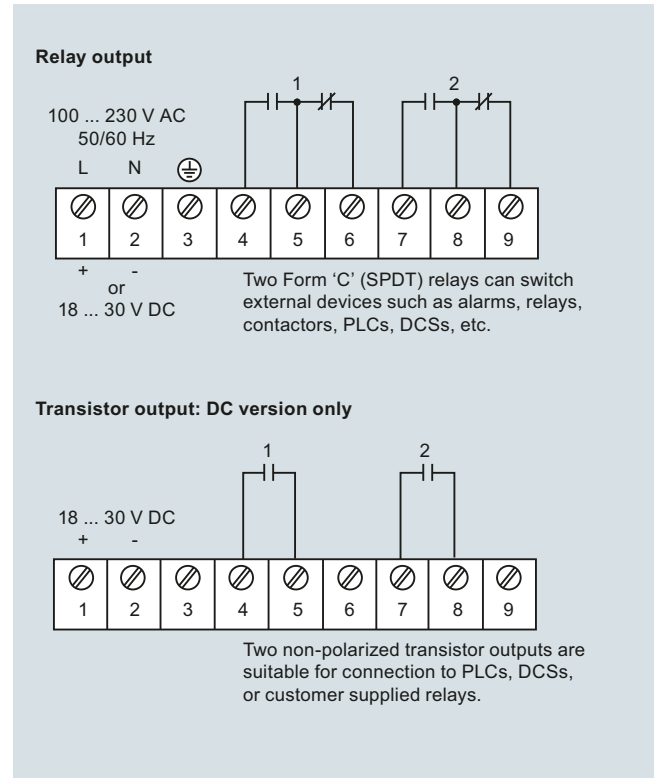 Relay output
1 2
100 ... 230 V AC
50/60 Hz
L N
1 2 3 4 5 6 7 8 9
+ -
or
18 ... 30 V DC
Two Form ‘C’ (SPDT) relays can switch
external devices such as alarms, relays,
contactors, PLCs, DCSs, etc.
Transistor output: DC version only
1 2
18 ... 30 V DC
+ -
1 2 3 4 5 6 7 8 9
Two non-polarized transistor outputs are
suitable for connection to PLCs, DCSs,
or customer supplied relays.